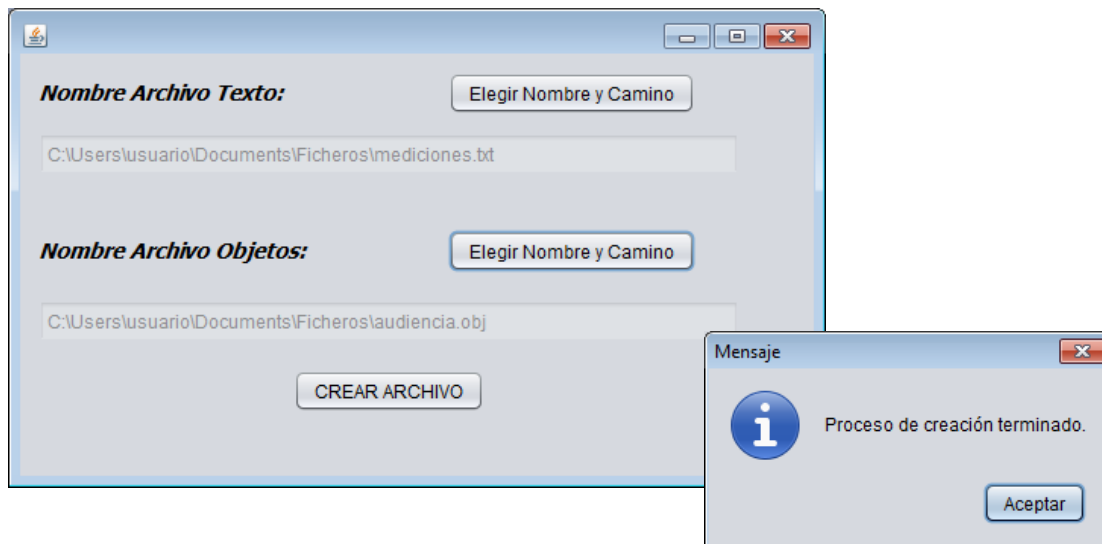 Nombre Archivo Texto:
Elegir Nombre y Camino
C:\Users\usuario\Documents\Ficheros\mediciones.txt
Nombre Archivo Objetos:
Elegir Nombre y Camino
C:\Users\usuario\Documents\Ficheros\audiencia.obj
CREAR ARCHIVO
Mensaje
Proceso de creación terminado.
Aceptar